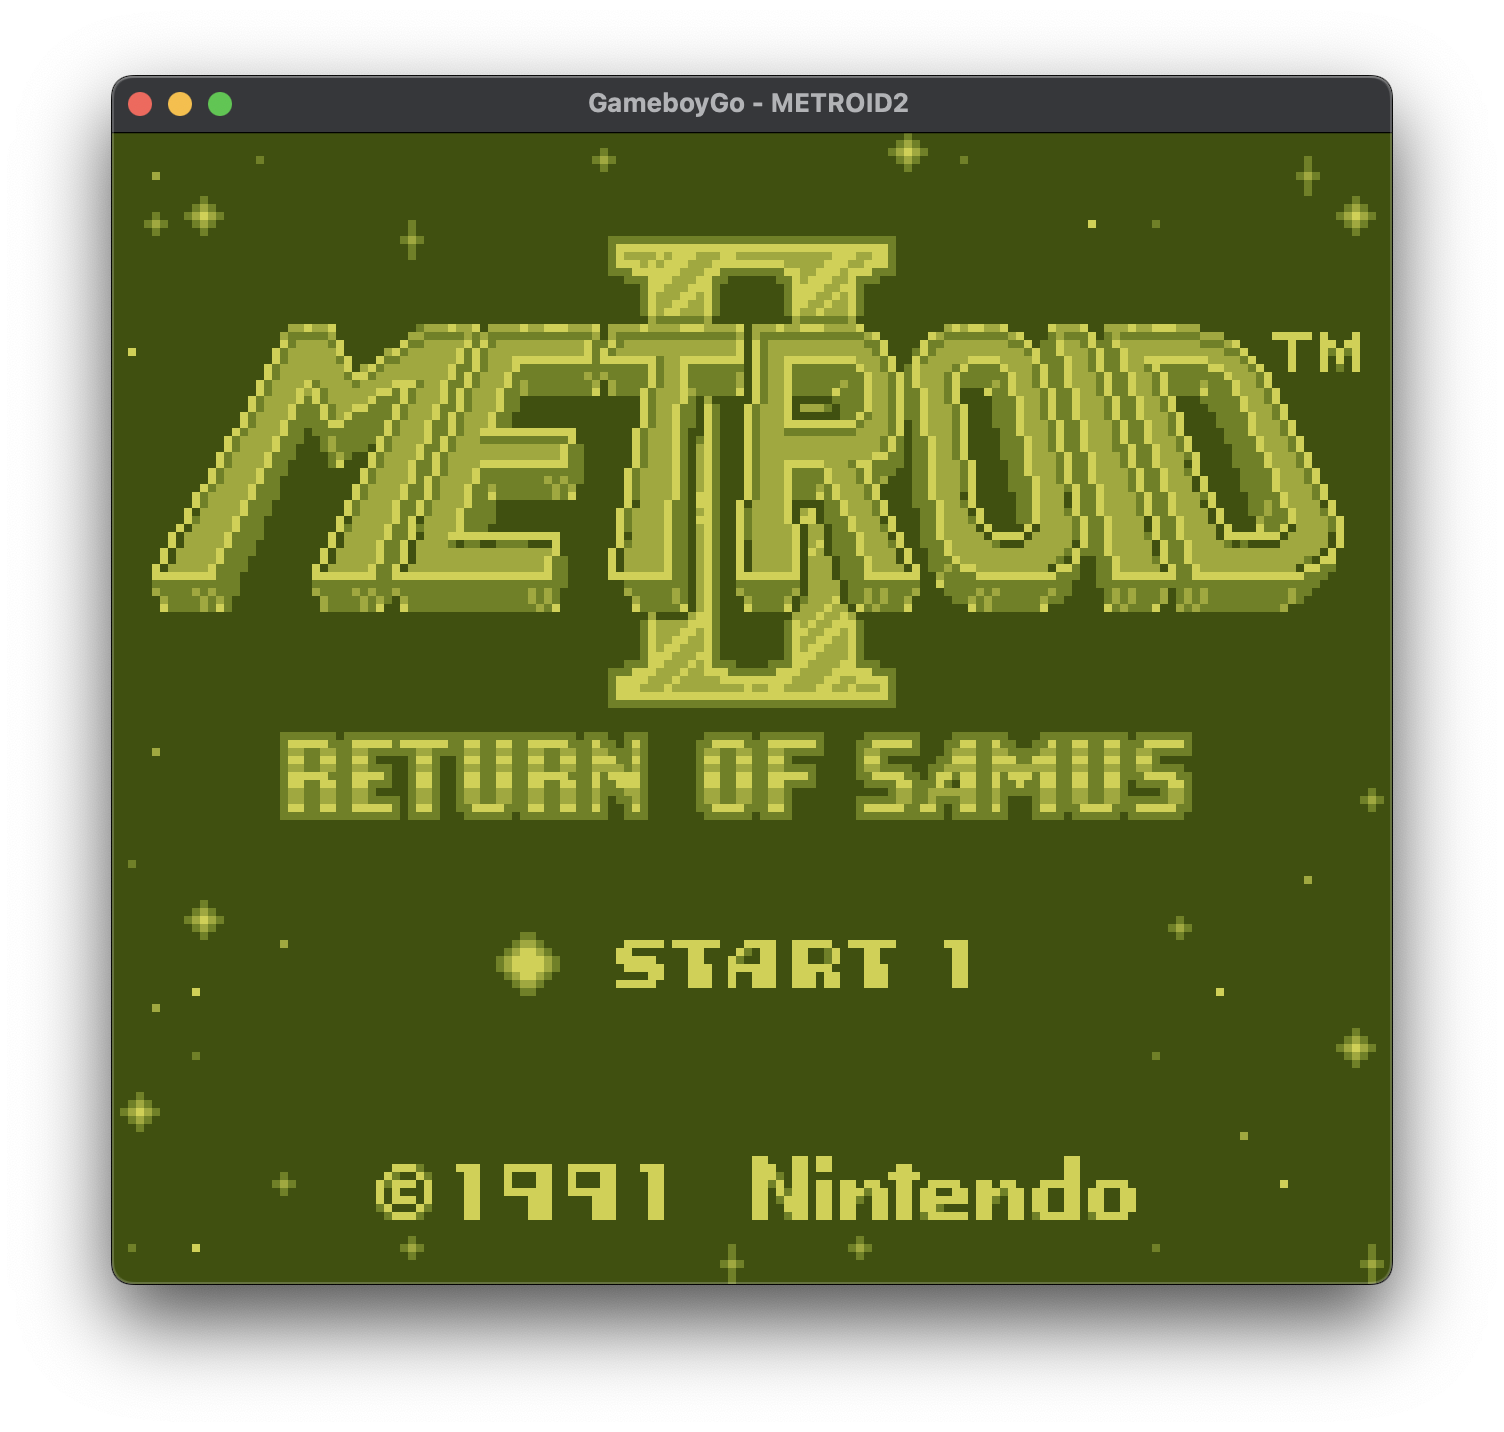 GameboyGo - METROID2
II
METROID™
RETURN OF SAMUS
START 1
©1991 Nintendo